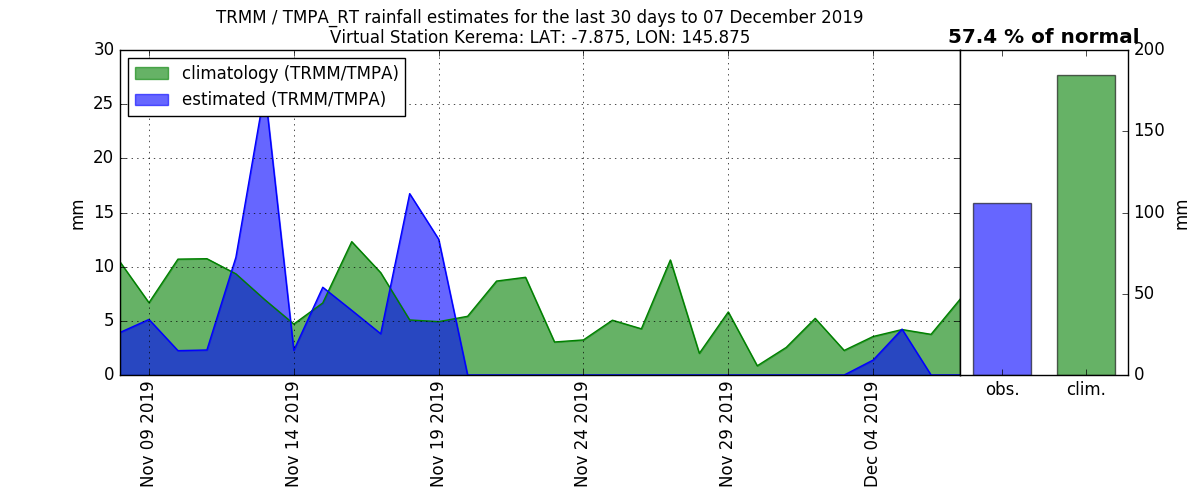 TRMM / TMPA_RT rainfall estimates for the last 30 days to 07 December 2019
Virtual Station Kerema: LAT: -7.875, LON: 145.875
57.4 % of normal
climatology (TRMM/TMPA)
estimated (TRMM/TMPA)
30
25
20
15
10
5
0
mm
Nov 09 2019
Nov 14 2019
Nov 19 2019
Nov 24 2019
Nov 29 2019
Dec 04 2019
200
150
100
50
0
mm
obs.
clim.